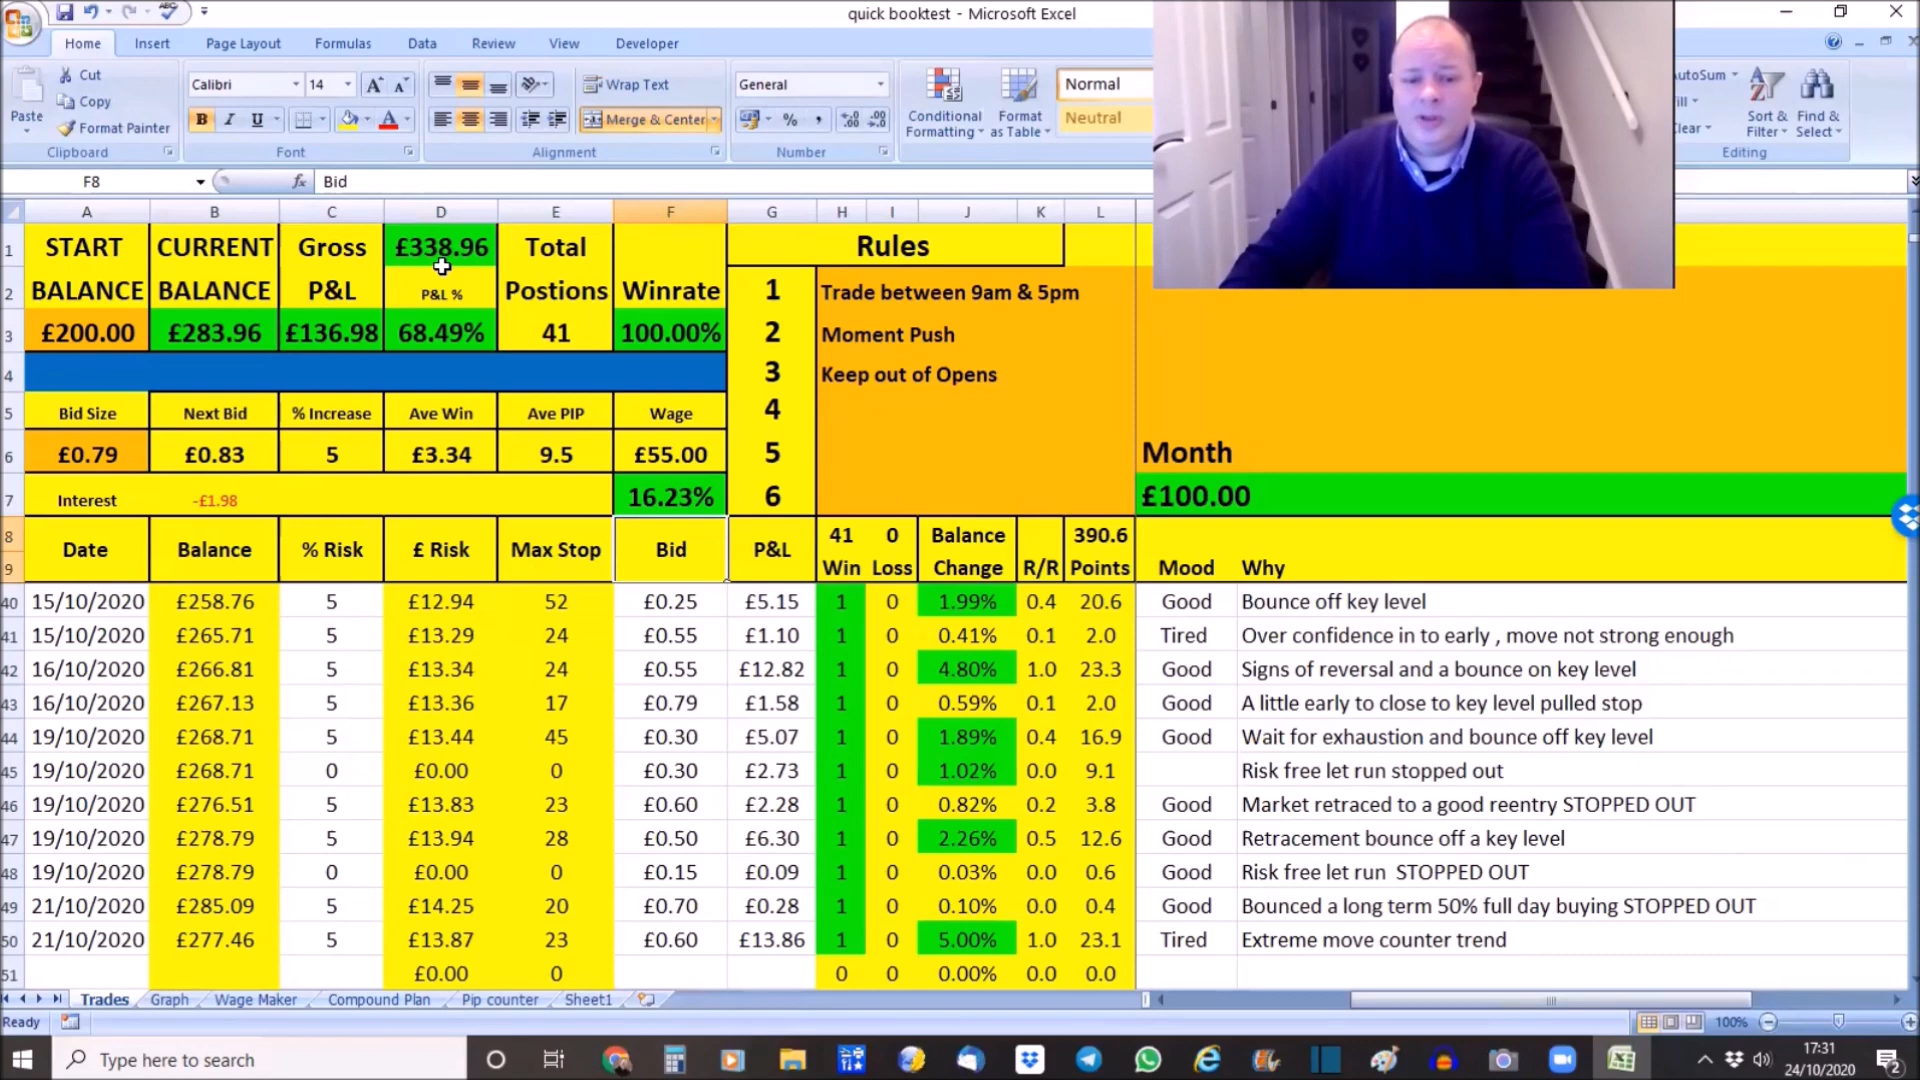 quick booktest - Microsoft Excel
Home Insert Page Layout Formulas Data Review View Developer
Cut
Copy
Format Painter
Paste
Calibri 14
B I U
Wrap Text
Merge & Center
General
% ,
Conditional Formatting
Format as Table
Normal
Neutral
AutoSum
Sort & Filter
Find & Select
Clipboard Font Alignment Number Editing
F8 fx Bid
A B C D E F G H I J K L
1 START CURRENT Gross £338.96 Total Rules
2 BALANCE BALANCE P&L P&L % Postions Winrate 1 Trade between 9am & 5pm
3 £200.00 £283.96 £136.98 68.49% 41 100.00% 2 Moment Push
4 3 Keep out of Opens
5 Bid Size Next Bid % Increase Ave Win Ave PIP Wage 4
6 £0.79 £0.83 5 £3.34 9.5 £55.00 5 Month
7 Interest -£1.98 16.23% 6 £100.00
8 41 0 Balance 390.6
Date Balance % Risk £ Risk Max Stop Bid P&L
9 Win Loss Change R/R Points Mood Why
40 15/10/2020 £258.76 5 £12.94 52 £0.25 £5.15 1 0 1.99% 0.4 20.6 Good Bounce off key level
41 15/10/2020 £265.71 5 £13.29 24 £0.55 £1.10 1 0 0.41% 0.1 2.0 Tired Over confidence in to early , move not strong enough
42 16/10/2020 £266.81 5 £13.34 24 £0.55 £12.82 1 0 4.80% 1.0 23.3 Good Signs of reversal and a bounce on key level
43 16/10/2020 £267.13 5 £13.36 17 £0.79 £1.58 1 0 0.59% 0.1 2.0 Good A little early to close to key level pulled stop
44 19/10/2020 £268.71 5 £13.44 45 £0.30 £5.07 1 0 1.89% 0.4 16.9 Good Wait for exhaustion and bounce off key level
45 19/10/2020 £268.71 0 £0.00 0 £0.30 £2.73 1 0 1.02% 0.0 9.1 Risk free let run stopped out
46 19/10/2020 £276.51 5 £13.83 23 £0.60 £2.28 1 0 0.82% 0.2 3.8 Good Market retraced to a good reentry STOPPED OUT
47 19/10/2020 £278.79 5 £13.94 28 £0.50 £6.30 1 0 2.26% 0.5 12.6 Good Retracement bounce off a key level
48 19/10/2020 £278.79 0 £0.00 0 £0.15 £0.09 1 0 0.03% 0.0 0.6 Good Risk free let run STOPPED OUT
49 21/10/2020 £285.09 5 £14.25 20 £0.70 £0.28 1 0 0.10% 0.0 0.4 Good Bounced a long term 50% full day buying STOPPED OUT
50 21/10/2020 £277.46 5 £13.87 23 £0.60 £13.86 1 0 5.00% 1.0 23.1 Tired Extreme move counter trend
51 £0.00 0 0 0 0.00% 0.0 0.0
Trades Graph Wage Maker Compound Plan Pip counter Sheet1
Ready 100%
Type here to search
17:31
24/10/2020
2